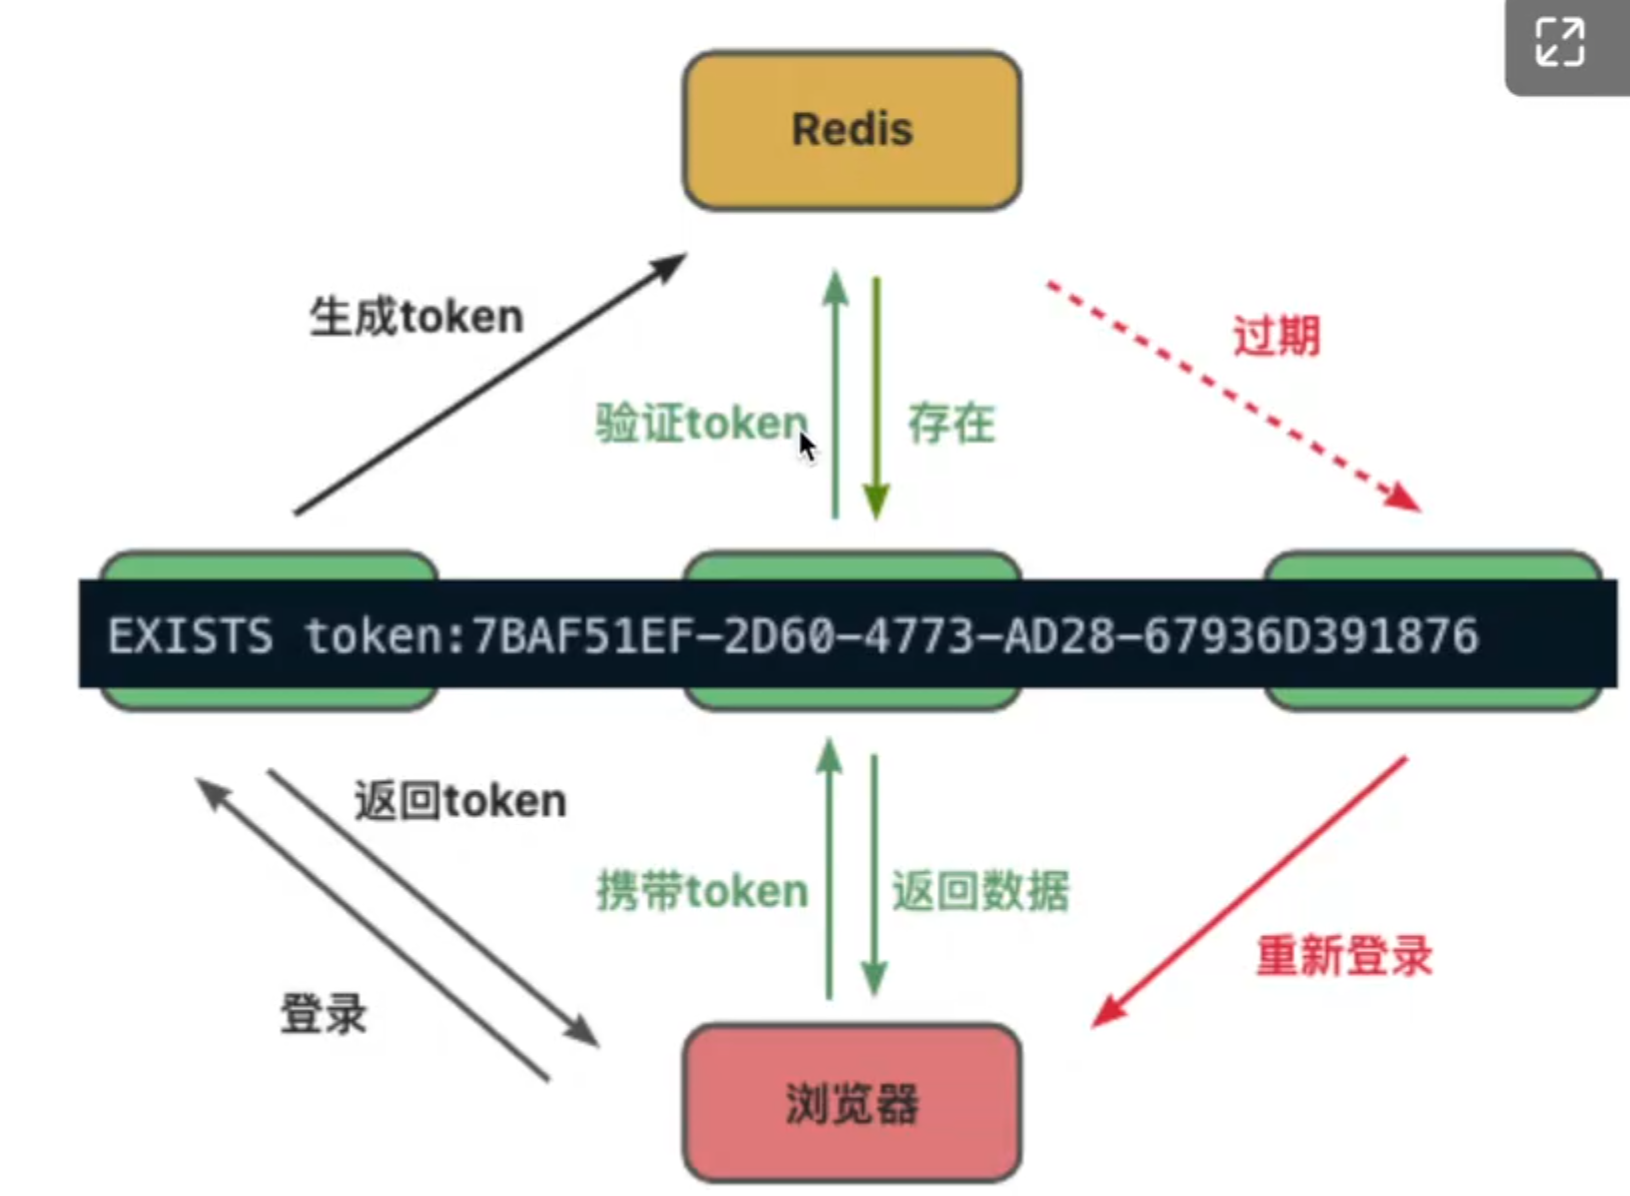 Redis
生成token
过期
验证token
存在
EXISTS token:7BAF51EF-2D60-4773-AD28-67936D391876
返回token
携带token
返回数据
重新登录
登录
浏览器